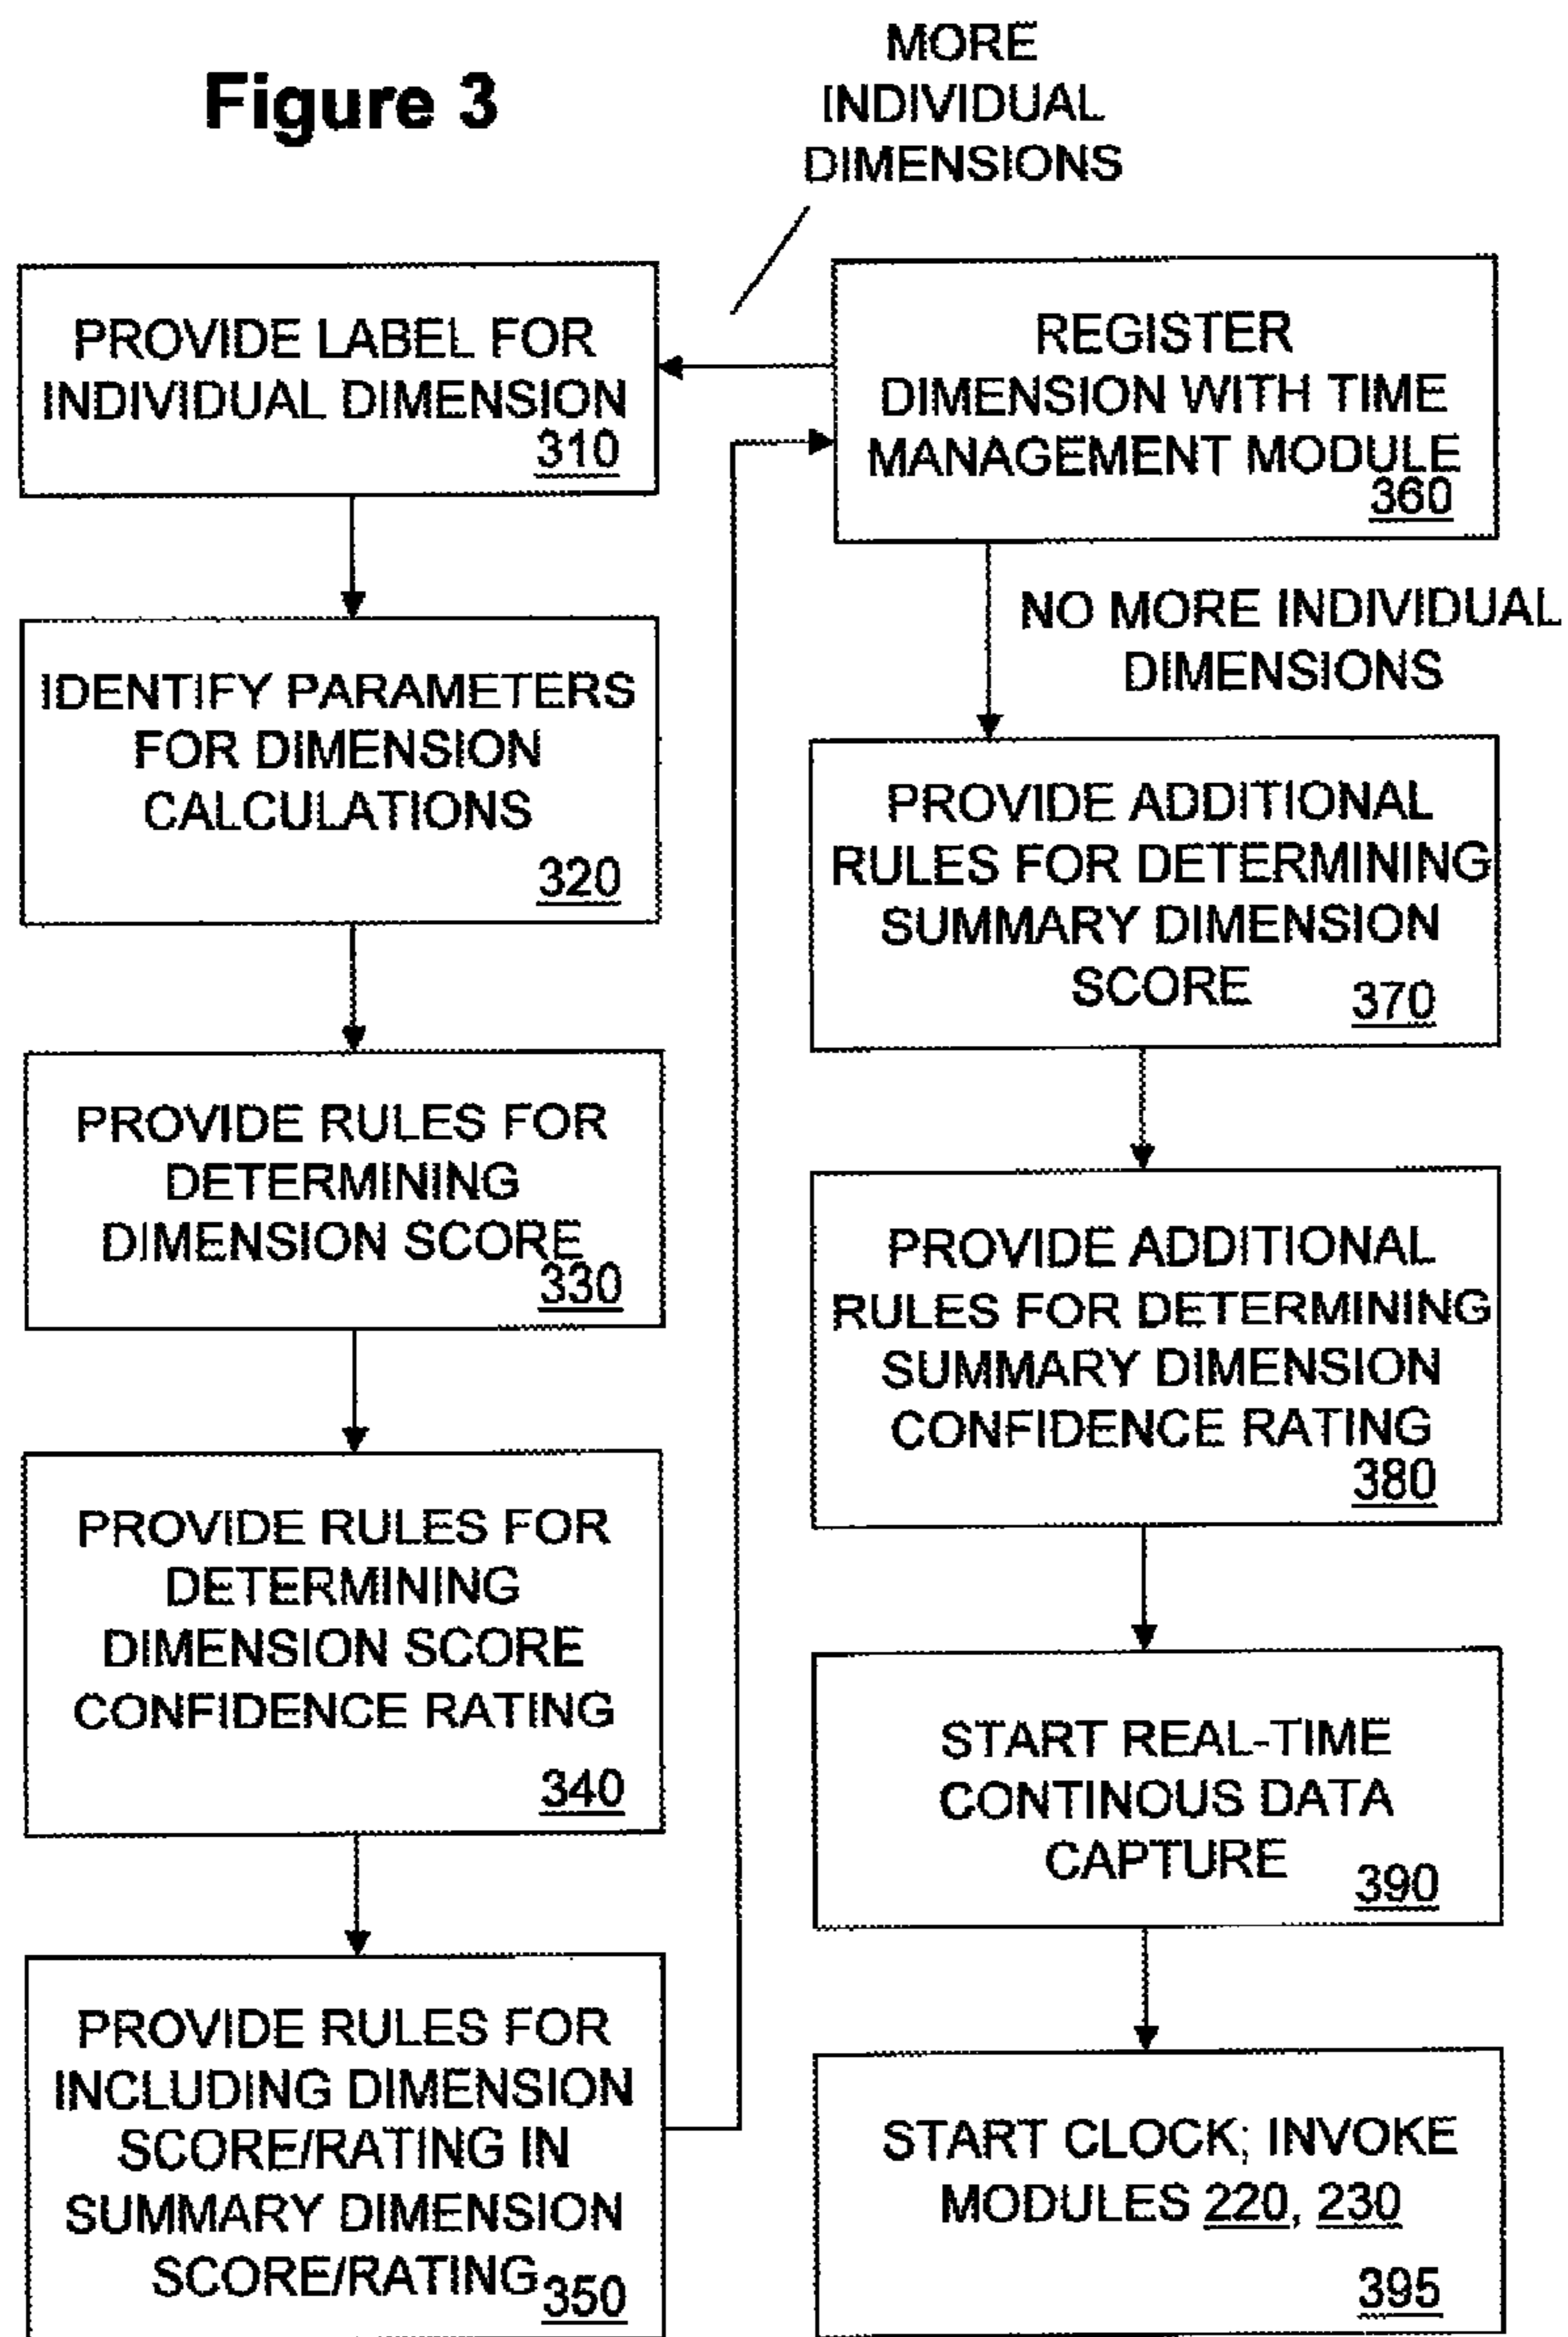 Figure 3
MORE
INDIVIDUAL
DIMENSIONS
PROVIDE LABEL FOR
INDIVIDUAL DIMENSION
310
IDENTIFY PARAMETERS
FOR DIMENSION
CALCULATIONS
320
PROVIDE RULES FOR
DETERMINING
DIMENSION SCORE
330
PROVIDE RULES FOR
DETERMINING
DIMENSION SCORE
CONFIDENCE RATING
340
PROVIDE RULES FOR
INCLUDING DIMENSION
SCORE/RATING IN
SUMMARY DIMENSION
SCORE/RATING
350
REGISTER
DIMENSION WITH TIME
MANAGEMENT MODULE
360
NO MORE INDIVIDUAL
DIMENSIONS
PROVIDE ADDITIONAL
RULES FOR DETERMINING
SUMMARY DIMENSION
SCORE 370
PROVIDE ADDITIONAL
RULES FOR DETERMINING
SUMMARY DIMENSION
CONFIDENCE RATING
380
START REAL-TIME
CONTINOUS DATA
CAPTURE 390
START CLOCK; INVOKE
MODULES 220, 230
395